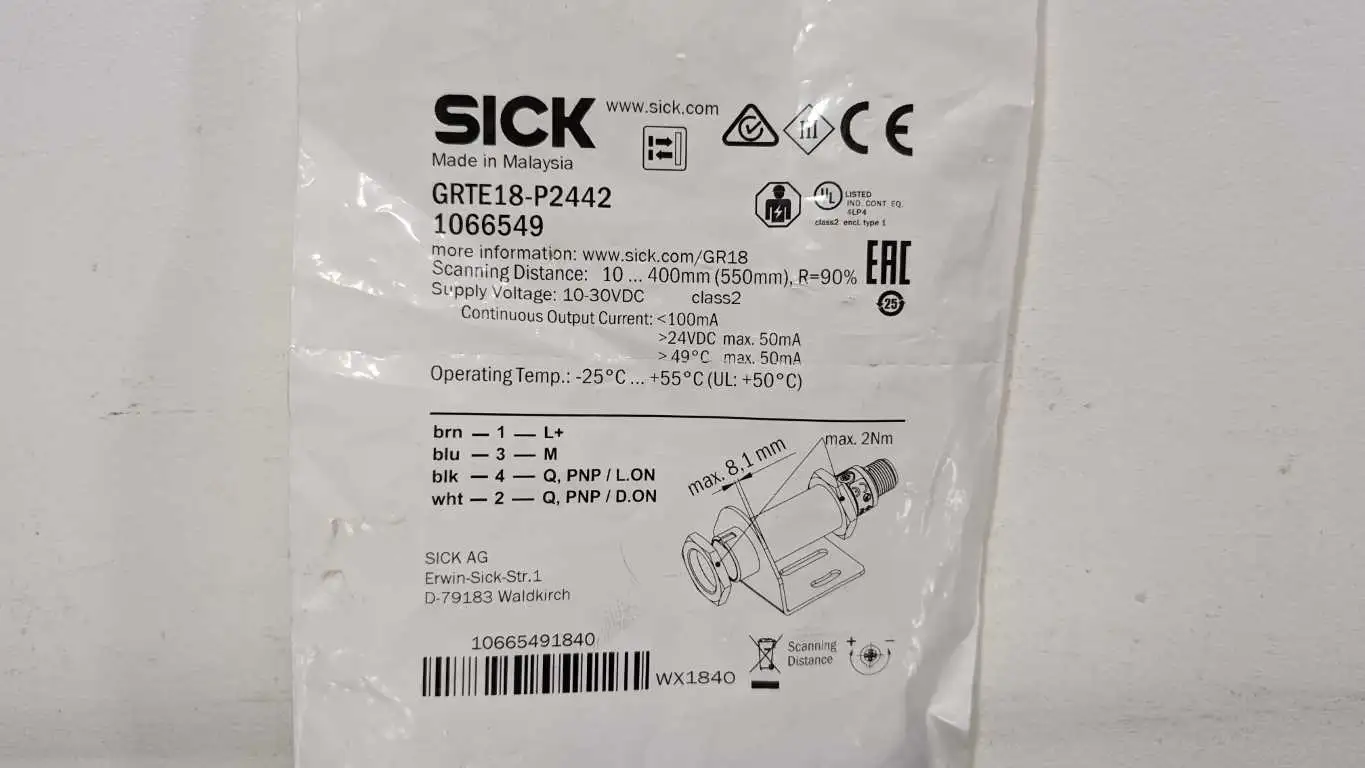 SICK www.sick.com
Made in Malaysia
GRTE18-P2442
1066549
III
CE
UL LISTED
IND. CONT. EQ.
4LP4
class2 encl. type 1
more information: www.sick.com/GR18
Scanning Distance: 10 ... 400mm (550mm), R=90%
EAC
Supply Voltage: 10-30VDC class2
25
Continuous Output Current: <100mA
>24VDC max. 50mA
>49°C max. 50mA
Operating Temp.: -25°C ... +55°C (UL: +50°C)
brn — 1 — L+
blu — 3 — M
blk — 4 — Q, PNP / L.ON
wht — 2 — Q, PNP / D.ON
max. 8,1 mm
max. 2Nm
SICK AG
Erwin-Sick-Str.1
D-79183 Waldkirch
10665491840
WX1840
Scanning
Distance
+ −